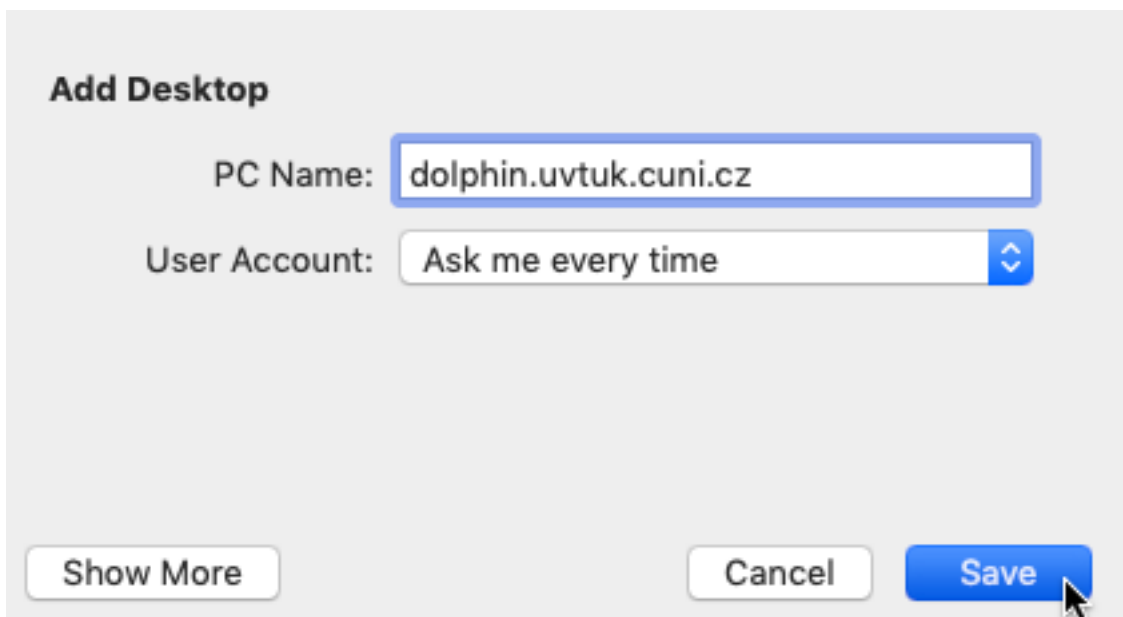 Add Desktop
PC Name: dolphin.uvtuk.cuni.cz
User Account: Ask me every time
Show More Cancel Save